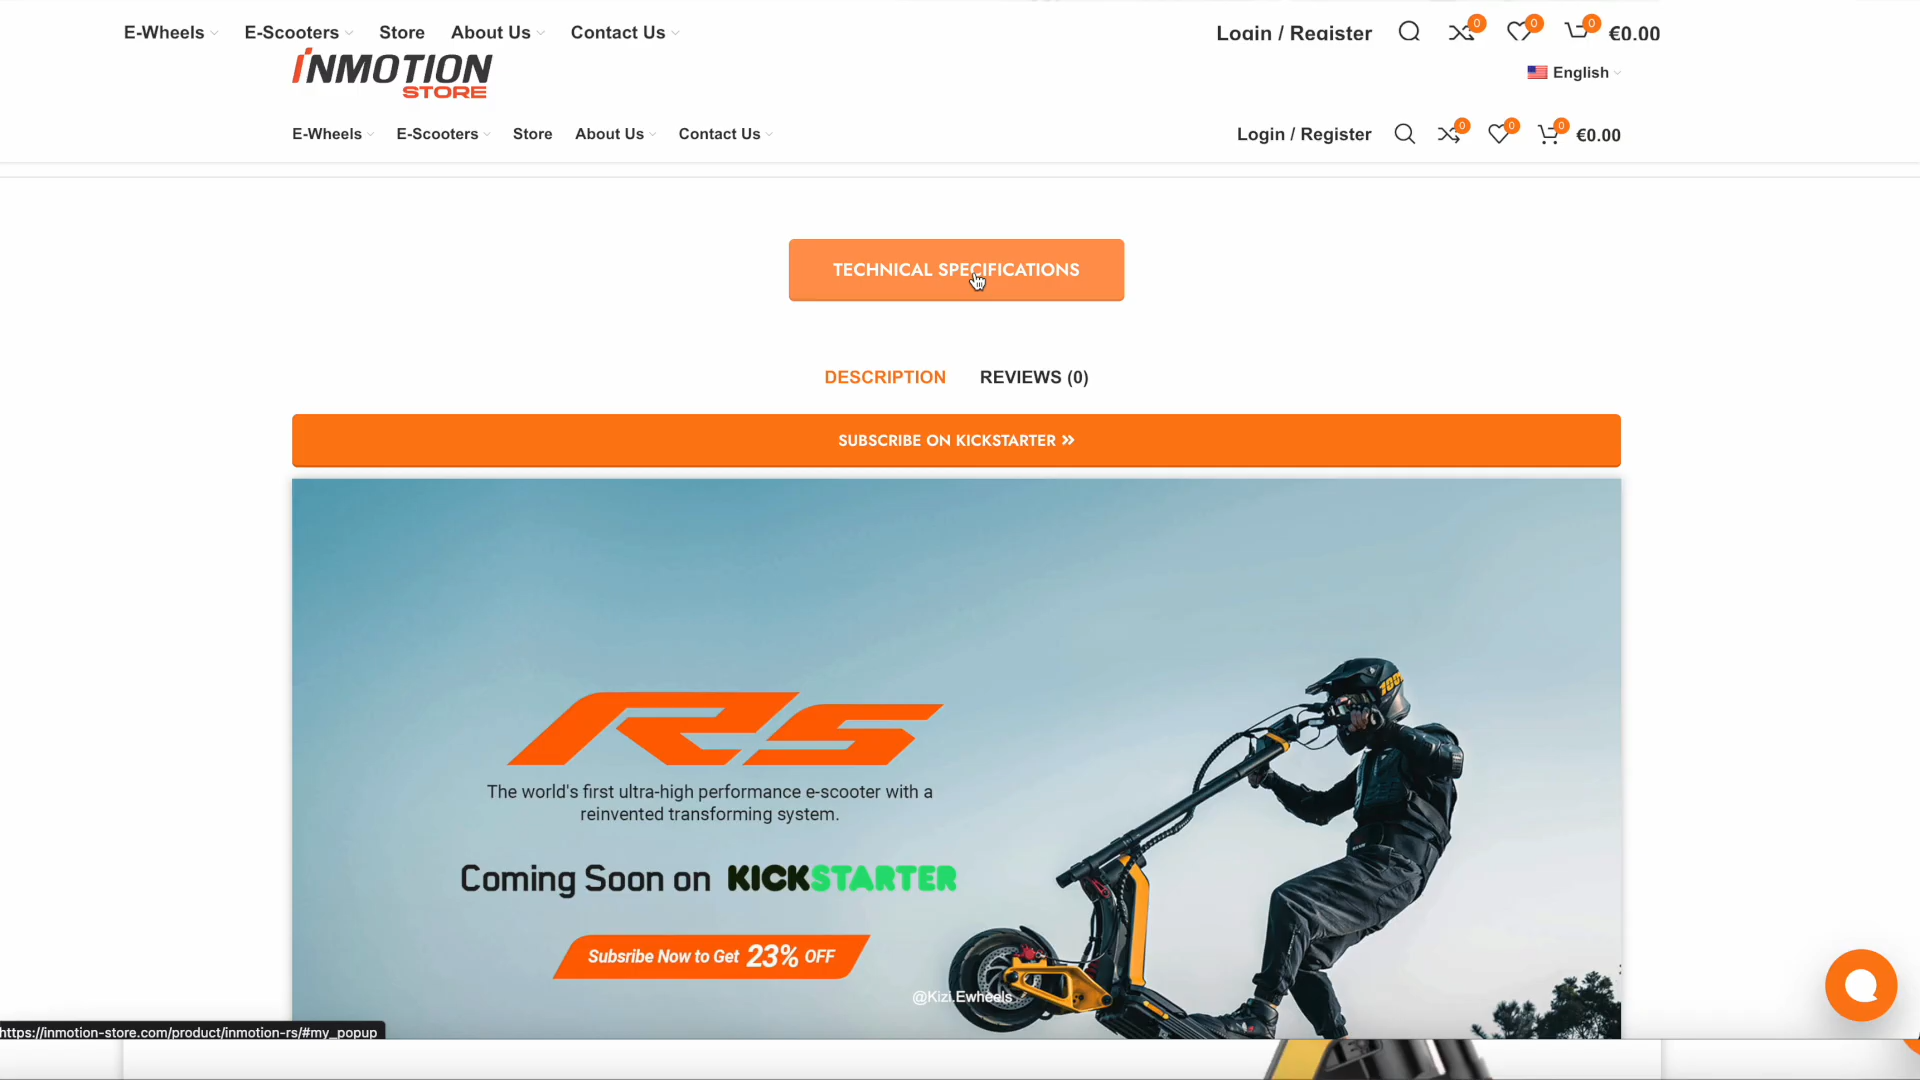 E-Wheels E-Scooters Store About Us Contact Us Login / Register 0 0 0 €0.00
INMOTION
STORE
English
E-Wheels E-Scooters Store About Us Contact Us Login / Register 0 0 0 €0.00
TECHNICAL SPECIFICATIONS
DESCRIPTION REVIEWS (0)
SUBSCRIBE ON KICKSTARTER »
RS
The world's first ultra-high performance e-scooter with a
reinvented transforming system.
Coming Soon on KICKSTARTER
Subsribe Now to Get 23% OFF
100%
@Kizi.Ewheels
https://inmotion-store.com/product/inmotion-rs/#my_popup